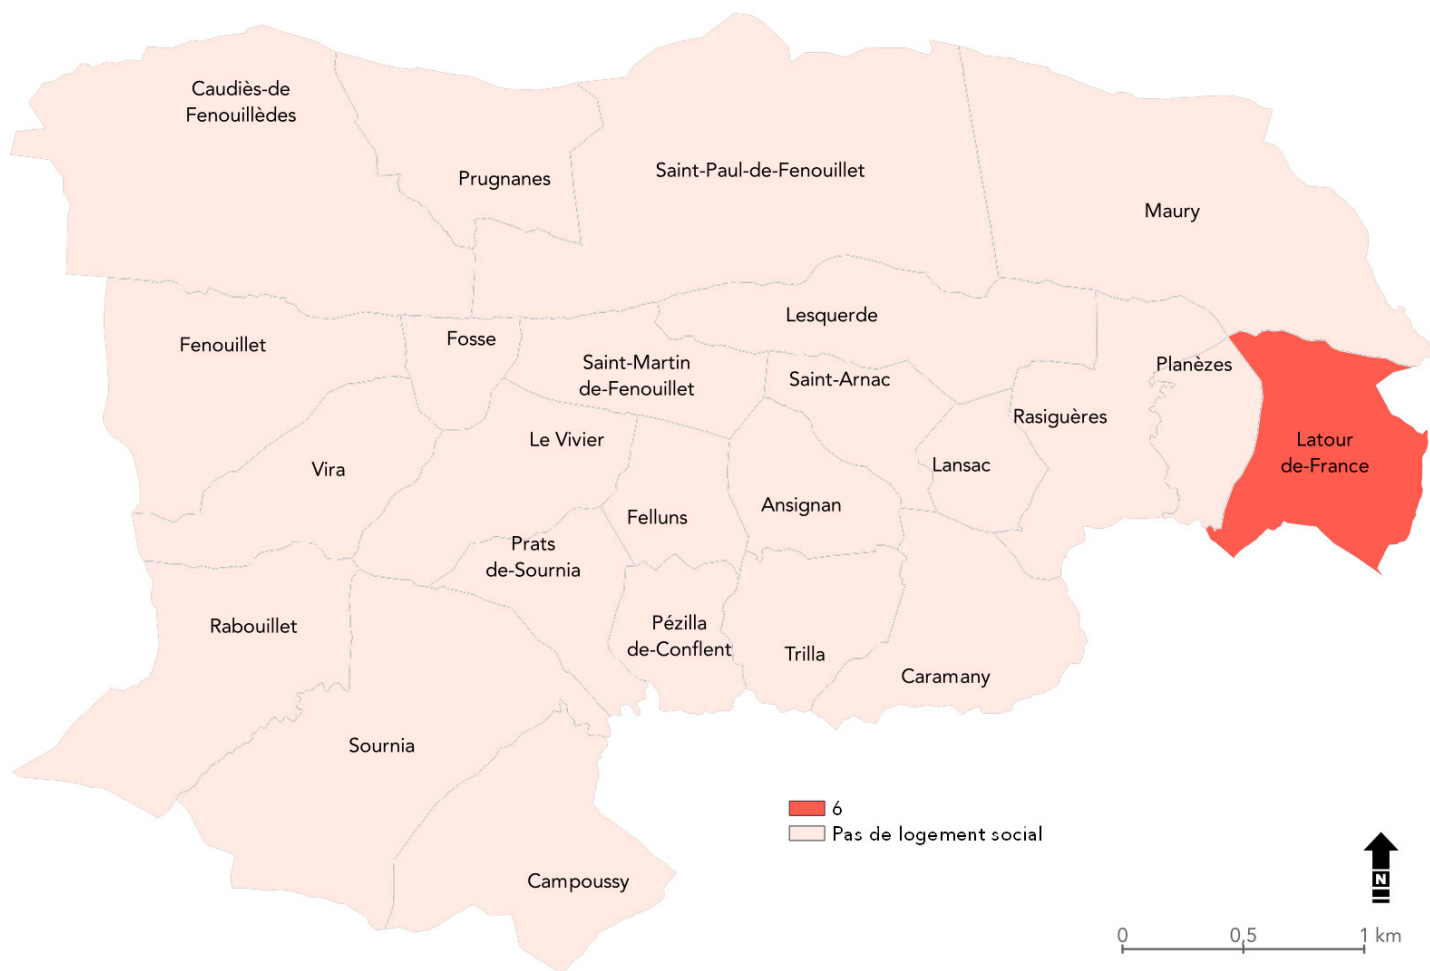 Caudiès-de
Fenouillèdes
Prugnanes
Saint-Paul-de-Fenouillet
Maury
Fenouillet
Fosse
Lesquerde
Saint-Martin
de-Fenouillet
Saint-Arnac
Planèzes
Rasiguères
Latour
de-France
Vira
Le Vivier
Lansac
Felluns
Ansignan
Prats
de-Sournia
Rabouillet
Pézilla
de-Conflent
Trilla
Caramany
Sournia
Campoussy
6
Pas de logement social
N
0 0,5 1 km